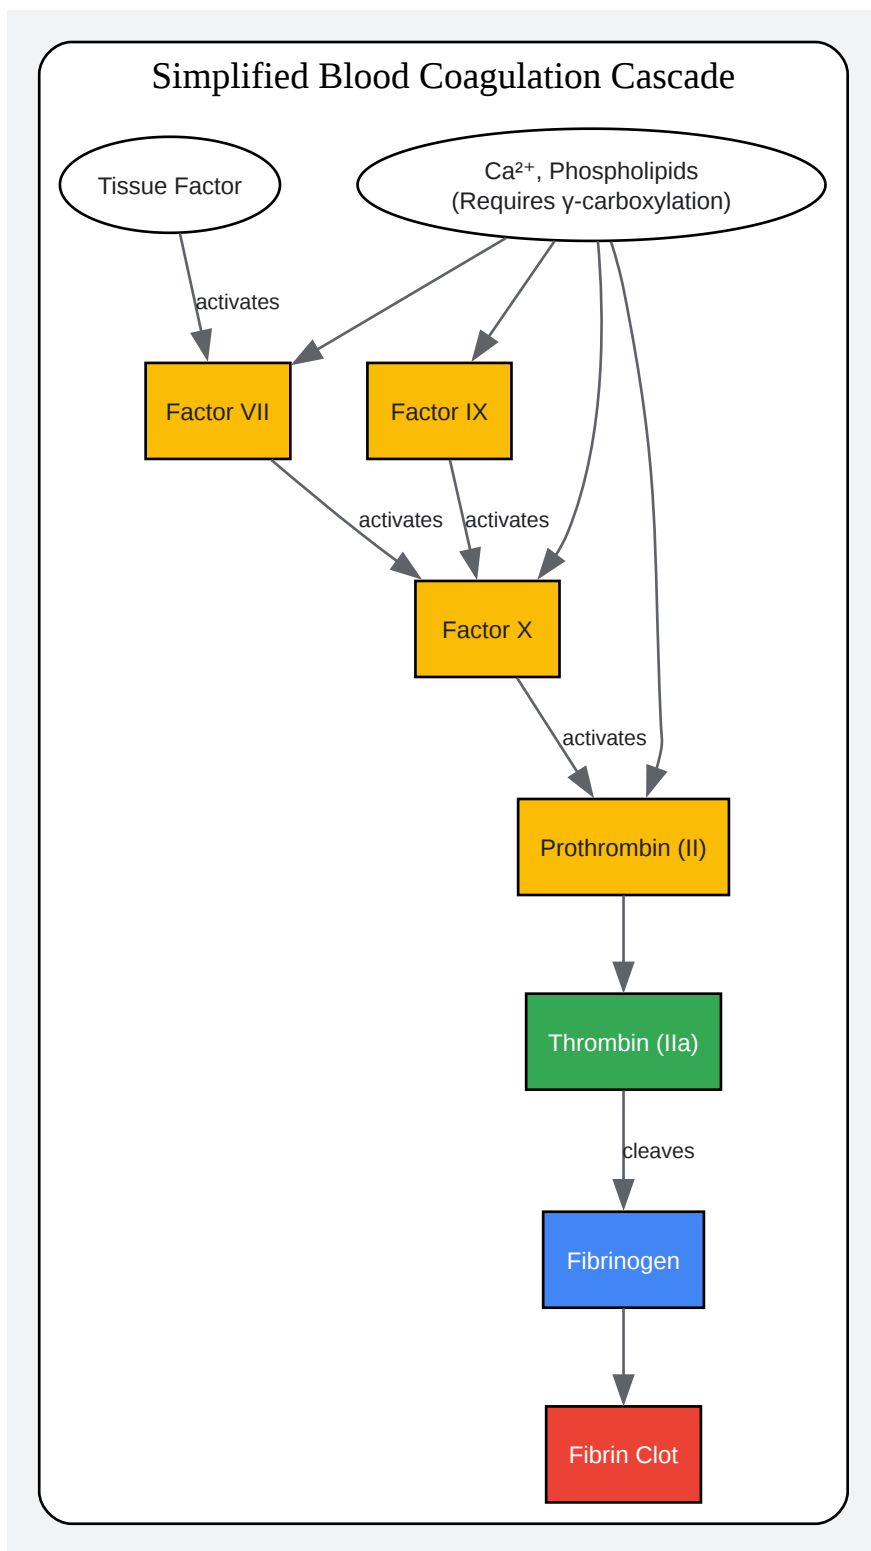 Simplified Blood Coagulation Cascade
Tissue Factor
Ca²⁺, Phospholipids
(Requires γ-carboxylation)
activates
Factor VII
Factor IX
activates
activates
Factor X
activates
Prothrombin (II)
Thrombin (IIa)
cleaves
Fibrinogen
Fibrin Clot